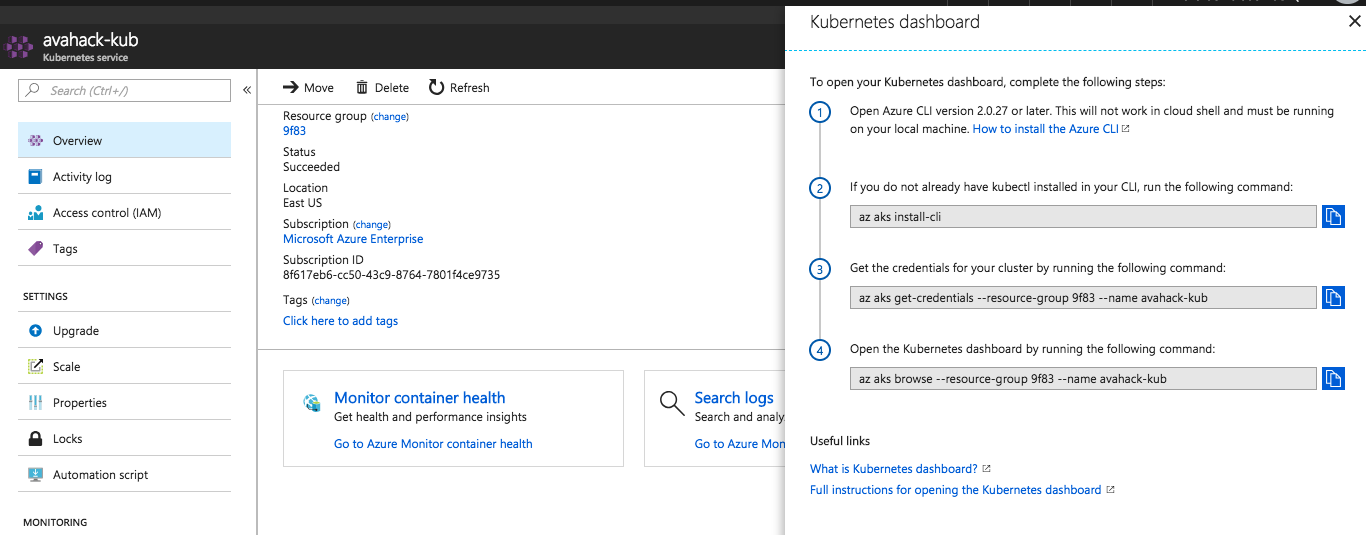 avahack-kub
Kubernetes service
Search (Ctrl+/)
«
Overview
Activity log
Access control (IAM)
Tags
SETTINGS
Upgrade
Scale
Properties
Locks
Automation script
MONITORING
Move
Delete
Refresh
Resource group (change)
9f83
Status
Succeeded
Location
East US
Subscription (change)
Microsoft Azure Enterprise
Subscription ID
8f617eb6-cc50-43c9-8764-7801f4ce9735
Tags (change)
Click here to add tags
Monitor container health
Get health and performance insights
Go to Azure Monitor container health
Search logs
Search and analy
Go to Azure Mon
Kubernetes dashboard
To open your Kubernetes dashboard, complete the following steps:
1
Open Azure CLI version 2.0.27 or later. This will not work in cloud shell and must be running
on your local machine. How to install the Azure CLI
2
If you do not already have kubectl installed in your CLI, run the following command:
az aks install-cli
3
Get the credentials for your cluster by running the following command:
az aks get-credentials --resource-group 9f83 --name avahack-kub
4
Open the Kubernetes dashboard by running the following command:
az aks browse --resource-group 9f83 --name avahack-kub
Useful links
What is Kubernetes dashboard?
Full instructions for opening the Kubernetes dashboard